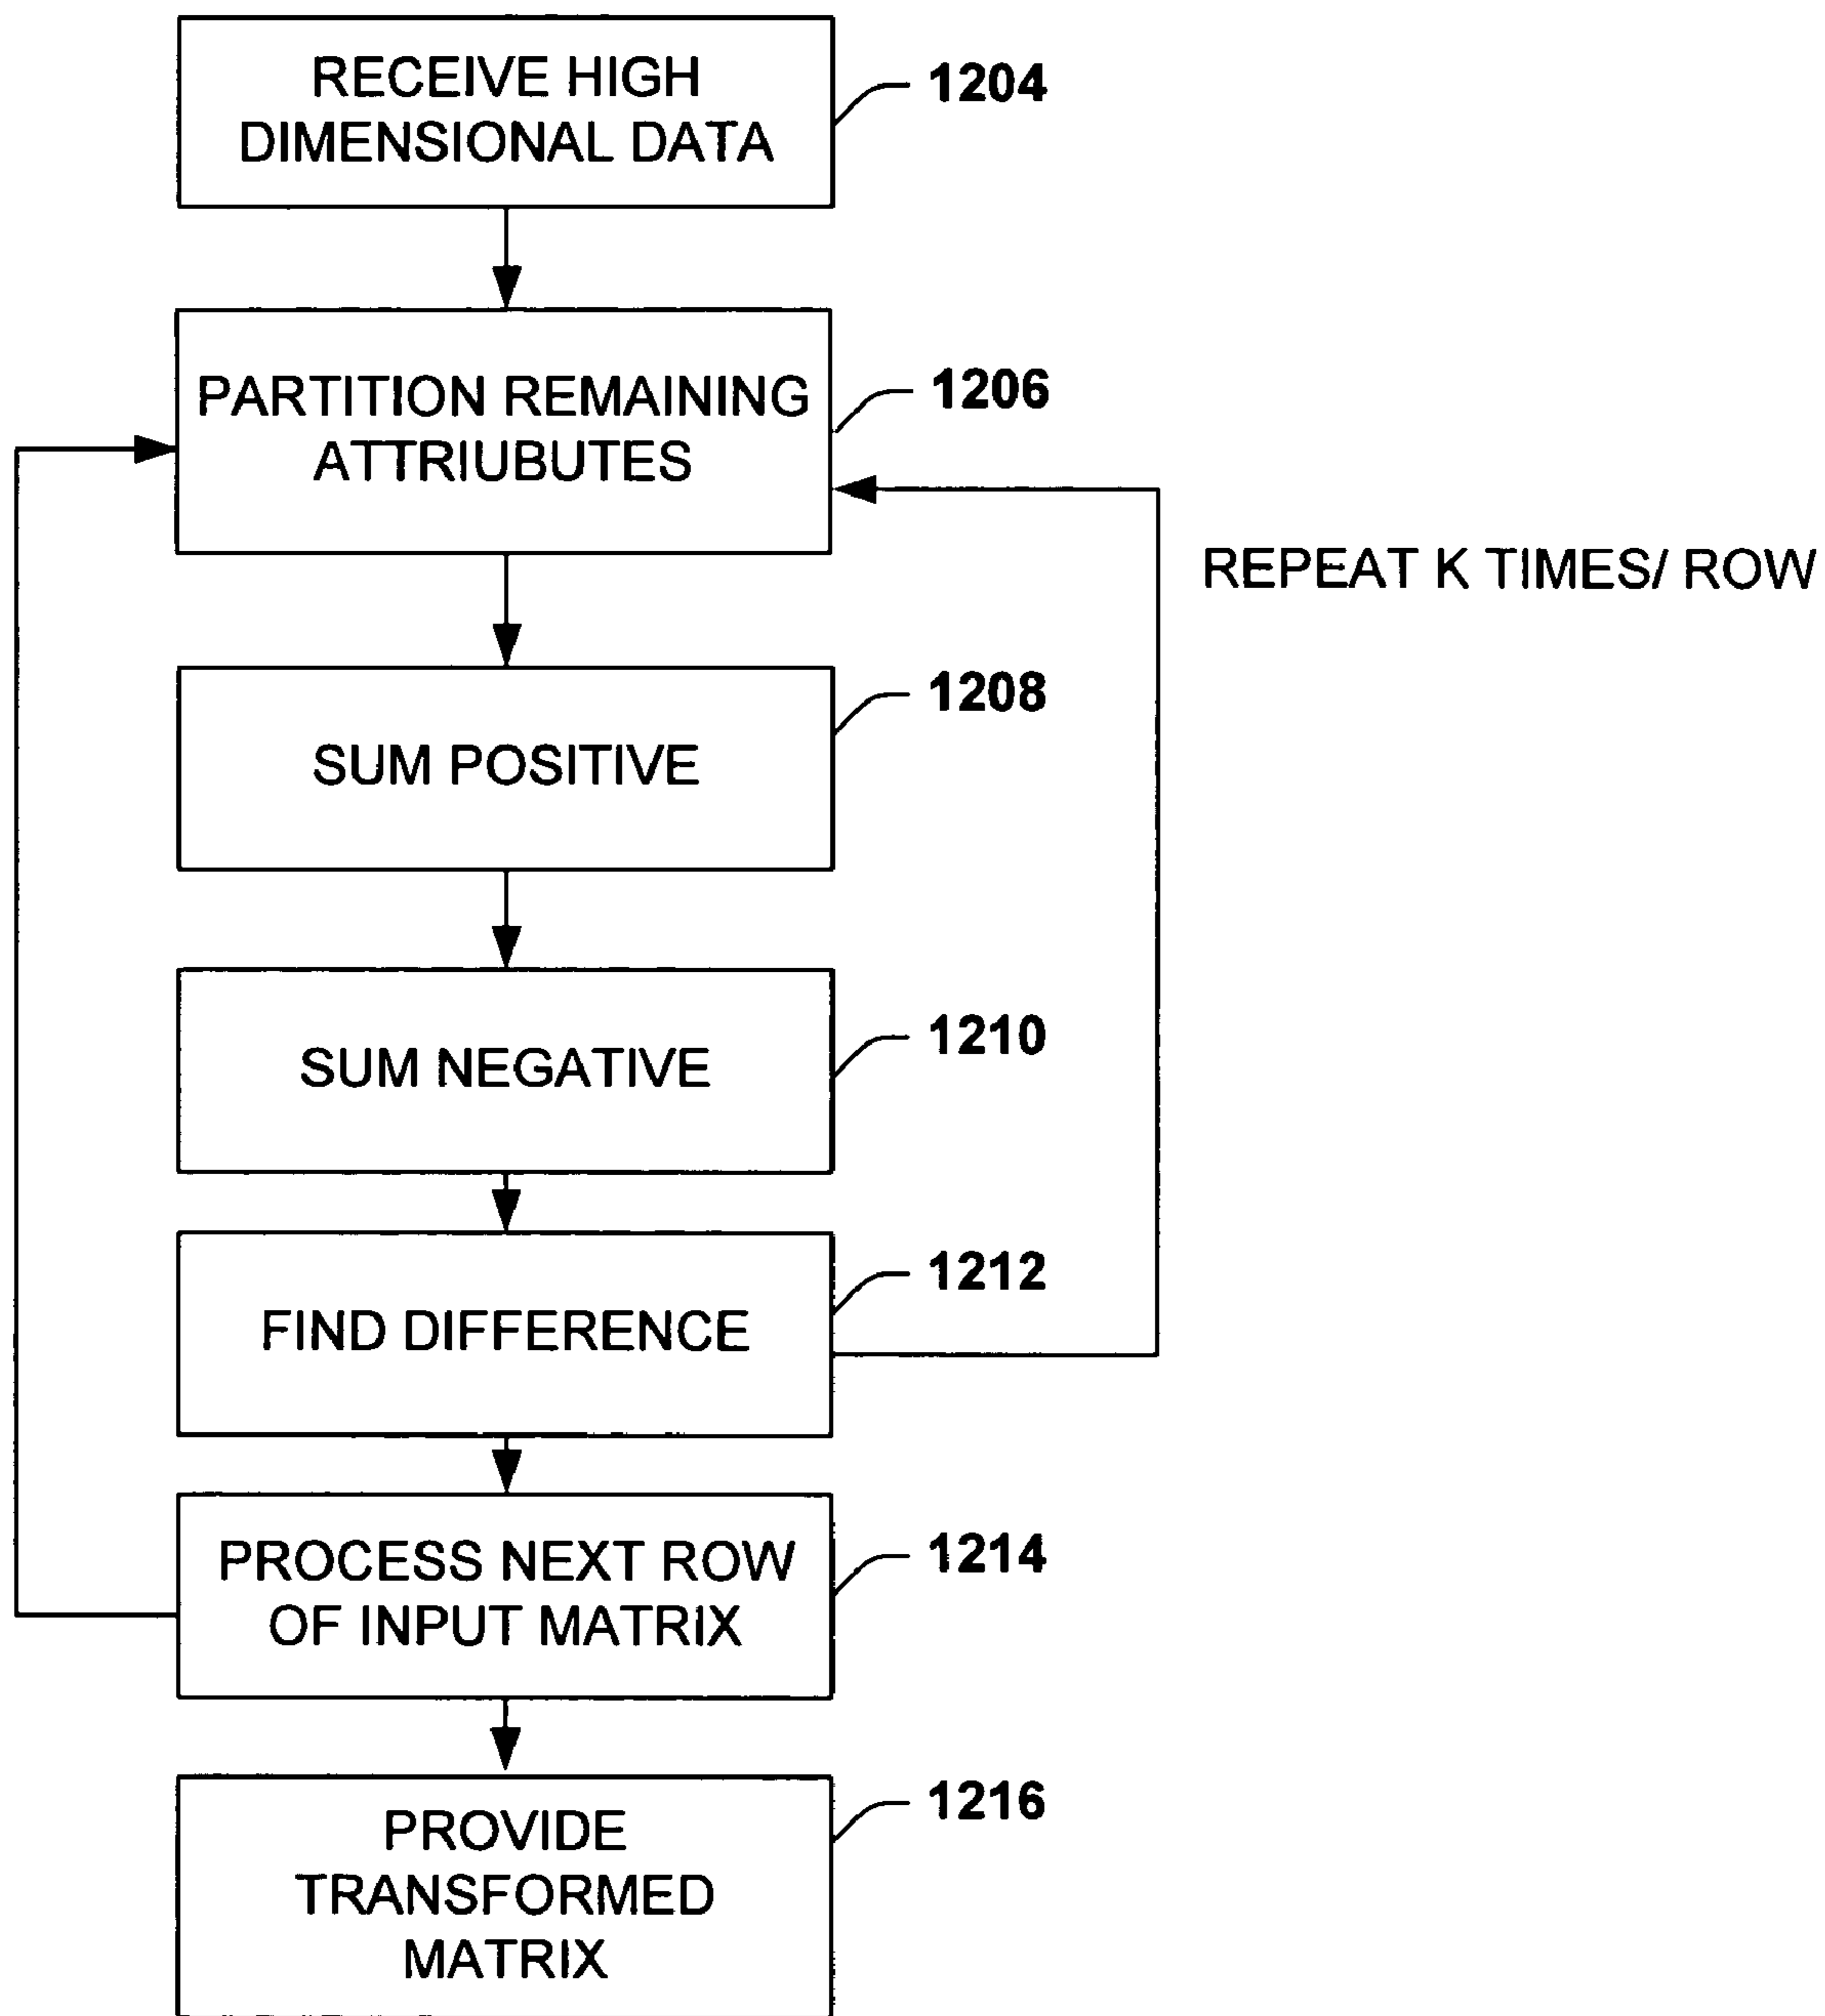 RECEIVE HIGH
DIMENSIONAL DATA
1204
PARTITION REMAINING
ATTRIUBUTES
1206
REPEAT K TIMES/ ROW
SUM POSITIVE
1208
SUM NEGATIVE
1210
FIND DIFFERENCE
1212
PROCESS NEXT ROW
OF INPUT MATRIX
1214
PROVIDE
TRANSFORMED
MATRIX
1216